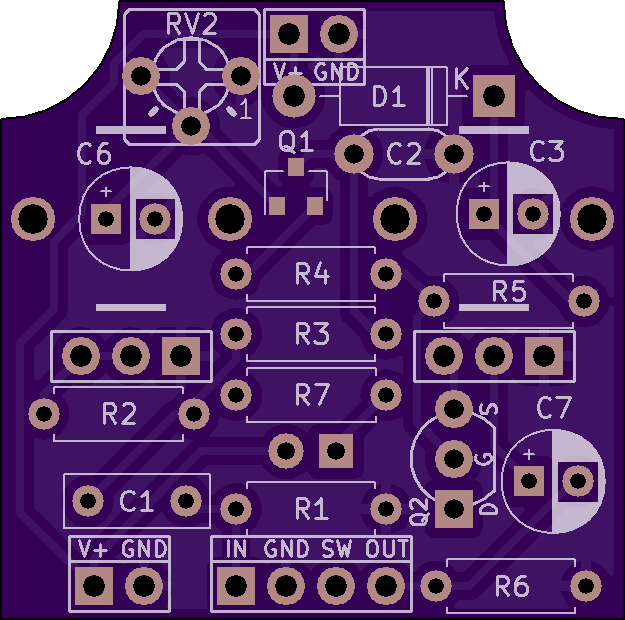 RV2
V+ GND
1
D1
K
Q1
C6
C2
C3
+
+
R4
R5
R3
R2
R7
S
G
D
Q2
C7
+
C1
R1
V+ GND
IN GND SW OUT
R6